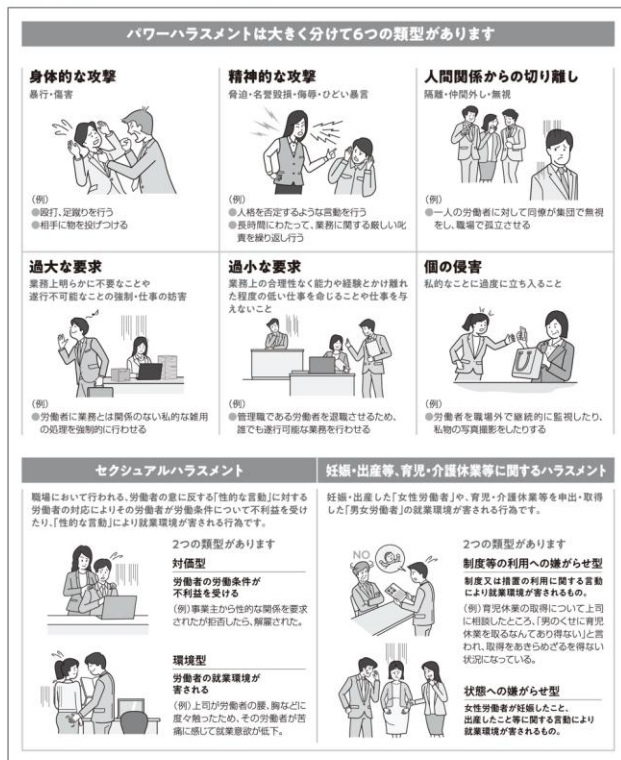 パワーハラスメントは大きく分けて6つの類型があります
身体的な攻撃
暴行・傷害
(例)
●殴打、足蹴りを行う
●相手に物を投げつける
精神的な攻撃
脅迫・名誉毀損・侮辱・ひどい暴言
(例)
●人格を否定するような言動を行う
●長時間にわたって、業務に関する厳しい叱
責を繰り返し行う
人間関係からの切り離し
隔離・仲間外し・無視
(例)
●一人の労働者に対して同僚が集団で無視
をし、職場で孤立させる
過大な要求
業務上明らかに不要なことや
遂行不可能なことの強制・仕事の妨害
(例)
●労働者に業務とは関係のない私的な雑用
の処理を強制的に行わせる
過小な要求
業務上の合理性なく能力や経験とかけ離れ
た程度の低い仕事を命じることや仕事を与
えないこと
(例)
●管理職である労働者を退職させるため、
誰でも遂行可能な業務を行わせる
個の侵害
私的なことに過度に立ち入ること
(例)
●労働者を職場外で継続的に監視したり、
私物の写真撮影をしたりする
セクシュアルハラスメント
職場において行われる、労働者の意に反する「性的な言動」に対する
労働者の対応によりその労働者が労働条件について不利益を受け
たり、「性的な言動」により就業環境が害される行為です。
2つの類型があります
対価型
労働者の労働条件が
不利益を受ける
(例)事業主から性的な関係を要求
されたが拒否したら、解雇された。
環境型
労働者の就業環境が
害される
(例)上司が労働者の腰、胸などに
度々触ったため、その労働者が苦
痛に感じて就業意欲が低下。
妊娠・出産等、育児・介護休業等に関するハラスメント
妊娠・出産した「女性労働者」や、育児・介護休業等を申出・取得
した「男女労働者」の就業環境が害される行為です。
NO
2つの類型があります
制度等の利用への嫌がらせ型
制度又は措置の利用に関する言動
により就業環境が害されるもの。
(例)育児休業の取得について上司
に相談したところ、「男のくせに育児
休業を取るなんてあり得ない」と言
われ、取得をあきらめざるを得ない
状況になっている。
状態への嫌がらせ型
女性労働者が妊娠したこと、
出産したこと等に関する言動により
就業環境が害されるもの。